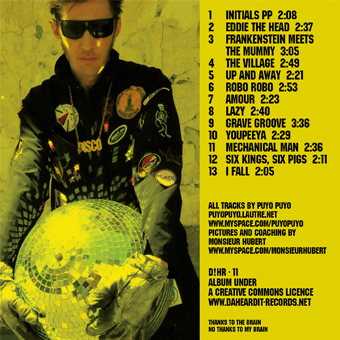 1 INITIALS PP 2:08
2 EDDIE THE HEAD 2:37
3 FRANKENSTEIN MEETS
THE MUMMY 3:05
4 THE VILLAGE 2:49
5 UP AND AWAY 2:21
6 ROBO ROBO 2:53
7 AMOUR 2:23
8 LAZY 2:40
9 GRAVE GROOVE 3:36
10 YOUPEEYA 2:29
11 MECHANICAL MAN 2:36
12 SIX KINGS, SIX PIGS 2:11
13 I FALL 2:05
ALL TRACKS BY PUYO PUYO
PUYOPUYO.LAUTRE.NET
WWW.MYSPACE.COM/PUYOPUYO
PICTURES AND COACHING BY
MONSIEUR HUBERT
WWW.MYSPACE.COM/MONSIEURHUBERT
D!HR - 11
ALBUM UNDER
A CREATIVE COMMONS LICENCE
WWW.DAHEARDIT-RECORDS.NET
THANKS TO THE BRAIN
NO THANKS TO MY BRAIN
DISCO